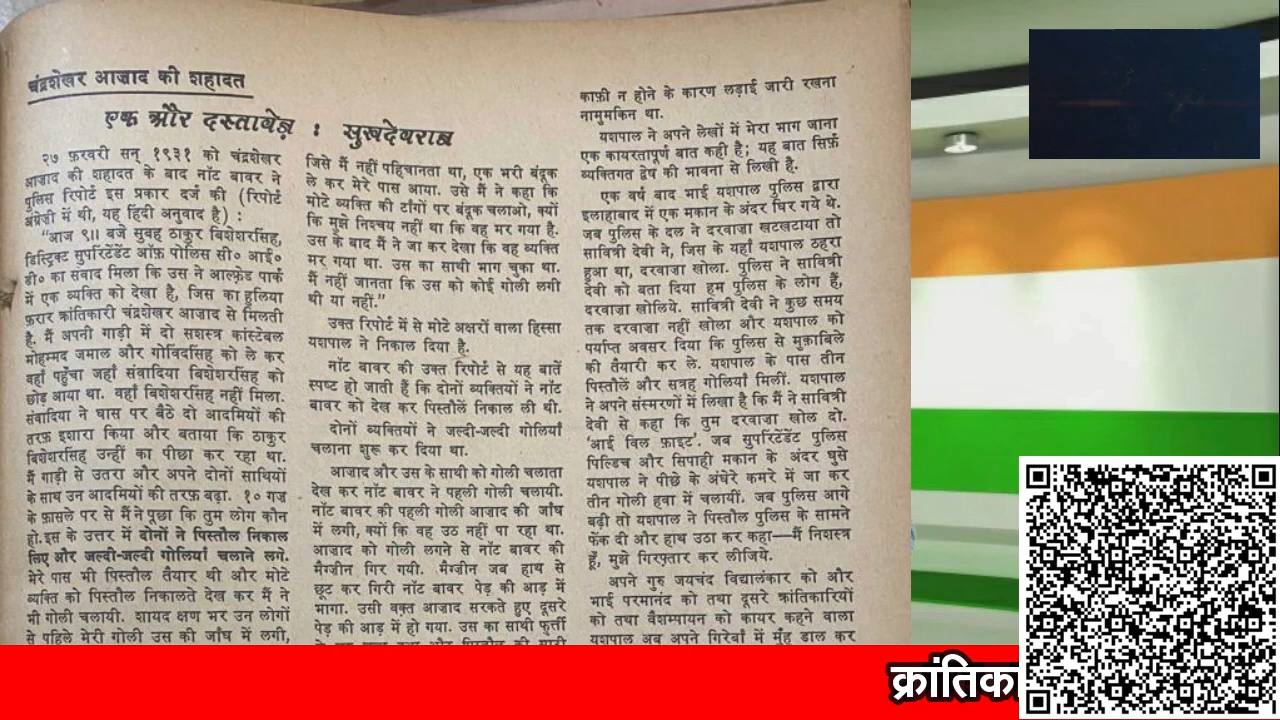 चंद्रशेखर आज़ाद की शहादत
एक और दस्तावेज़ : सुखदेवराज
२७ फ़रवरी सन् १९३१ को चंद्रशेखर
आज़ाद की शहादत के बाद नॉट बावर ने
पुलिस रिपोर्ट इस प्रकार दर्ज की (रिपोर्ट
अंग्रेज़ी में थी, यह हिंदी अनुवाद है) :
"आज ९॥ बजे सुबह ठाकुर बिशेशरसिंह,
डिस्ट्रिक्ट सुपरिंटेंडेंट ऑफ़ पोलिस सी० आई०
डी० का संवाद मिला कि उस ने आल्फ्रेड पार्क
में एक व्यक्ति को देखा है, जिस का हुलिया
फ़रार क्रांतिकारी चंद्रशेखर आज़ाद से मिलती
है. मैं अपनी गाड़ी में दो सशस्त्र कांस्टेबल
मोहम्मद जमाल और गोविंदसिंह को ले कर
वहाँ पहुँचा जहाँ संवादिया बिशेशरसिंह को
छोड़ आया था. वहाँ बिशेशरसिंह नहीं मिला.
संवादिया ने घास पर बैठे दो आदमियों की
तरफ़ इशारा किया और बताया कि ठाकुर
बिशेशरसिंह उन्हीं का पीछा कर रहा था.
मैं गाड़ी से उतरा और अपने दोनों साथियों
के साथ उन आदमियों की तरफ़ बढ़ा. १० गज़
के फ़ासले पर से मैं ने पूछा कि तुम लोग कौन
हो. इस के उत्तर में दोनों ने पिस्तौल निकाल
लिए और जल्दी-जल्दी गोलियाँ चलाने लगे.
मेरे पास भी पिस्तौल तैयार थी और मोटे
व्यक्ति को पिस्तौल निकालते देख कर मैं ने
भी गोली चलायी. शायद क्षण भर उन लोगों
से पहिले मेरी गोली उस की जाँघ में लगी,
जिसे मैं नहीं पहिचानता था, एक भरी बंदूक
ले कर मेरे पास आया. उसे मैं ने कहा कि
मोटे व्यक्ति की टाँगों पर बंदूक चलाओ, क्यों
कि मुझे निश्चय नहीं था कि वह मर गया है.
उस के बाद मैं ने जा कर देखा कि वह व्यक्ति
मर गया था. उस का साथी भाग चुका था.
मैं नहीं जानता कि उस को कोई गोली लगी
थी या नहीं."
उक्त रिपोर्ट में से मोटे अक्षरों वाला हिस्सा
यशपाल ने निकाल दिया है.
नॉट बावर की उक्त रिपोर्ट से यह बातें
स्पष्ट हो जाती हैं कि दोनों व्यक्तियों ने नॉट
बावर को देख कर पिस्तौलें निकाल ली थी.
दोनों व्यक्तियों ने जल्दी-जल्दी गोलियाँ
चलाना शुरू कर दिया था.
आज़ाद और उस के साथी को गोली चलाता
देख कर नॉट बावर ने पहली गोली चलायी.
नॉट बावर की पहली गोली आज़ाद की जाँघ
में लगी, क्यों कि वह उठ नहीं पा रहा था.
आज़ाद को गोली लगने से नॉट बावर की
मैग्ज़ीन गिर गयी. मैग्ज़ीन जब हाथ से
छूट कर गिरी नॉट बावर पेड़ की आड़ में
भागा. उसी वक़्त आज़ाद सरकते हुए दूसरे
पेड़ की आड़ में हो गया. उस का साथी फुर्ती
काफ़ी न होने के कारण लड़ाई जारी रखना
नामुमकिन था.
यशपाल ने अपने लेखों में मेरा भाग जाना
एक कायरतापूर्ण बात कही है; यह बात सिर्फ़
व्यक्तिगत द्वेष की भावना से लिखी है.
एक वर्ष बाद भाई यशपाल पुलिस द्वारा
इलाहाबाद में एक मकान के अंदर घिर गये थे.
जब पुलिस के दल ने दरवाज़ा खटखटाया तो
सावित्री देवी ने, जिस के यहाँ यशपाल ठहरा
हुआ था, दरवाज़ा खोला. पुलिस ने सावित्री
देवी को बता दिया हम पुलिस के लोग हैं,
दरवाज़ा खोलिये. सावित्री देवी ने कुछ समय
तक दरवाज़ा नहीं खोला और यशपाल को
पर्याप्त अवसर दिया कि पुलिस से मुक़ाबिले
की तैयारी कर ले. यशपाल के पास तीन
पिस्तौलें और सत्रह गोलियाँ मिलीं. यशपाल
ने अपने संस्मरणों में लिखा है कि मैं ने सावित्री
देवी से कहा कि तुम दरवाज़ा खोल दो.
'आई विल फ़ाइट'. जब सुपरिंटेंडेंट पुलिस
पिल्डिच और सिपाही मकान के अंदर घुसे
यशपाल ने पीछे के अंधेरे कमरे में जा कर
तीन गोली हवा में चलायीं. जब पुलिस आगे
बढ़ी तो यशपाल ने पिस्तौल पुलिस के सामने
फेंक दी और हाथ उठा कर कहा—मैं निशस्त्र
हूँ, मुझे गिरफ़्तार कर लीजिये.
अपने गुरु जयचंद विद्यालंकार को और
भाई परमानंद को तथा दूसरे क्रांतिकारियों
को तथा वैशम्पायन को कायर कहने वाला
यशपाल अब अपने गिरेबाँ में मुँह डाल कर
क्रांतिका